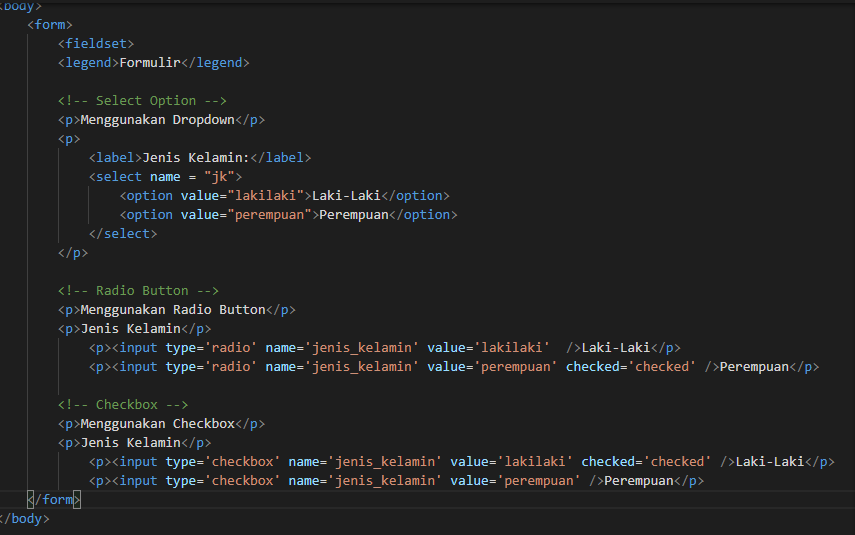 <body>
<form>
<fieldset>
<legend>Formulir</legend>
<!-- Select Option -->
<p>Menggunakan Dropdown</p>
<p>
<label>Jenis Kelamin:</label>
<select name = "jk">
<option value="lakilaki">Laki-Laki</option>
<option value="perempuan">Perempuan</option>
</select>
</p>
<!-- Radio Button -->
<p>Menggunakan Radio Button</p>
<p>Jenis Kelamin</p>
<p><input type='radio' name='jenis_kelamin' value='lakilaki'  />Laki-Laki</p>
<p><input type='radio' name='jenis_kelamin' value='perempuan' checked='checked' />Perempuan</p>
<!-- Checkbox -->
<p>Menggunakan Checkbox</p>
<p>Jenis Kelamin</p>
<p><input type='checkbox' name='jenis_kelamin' value='lakilaki' checked='checked' />Laki-Laki</p>
<p><input type='checkbox' name='jenis_kelamin' value='perempuan' />Perempuan</p>
</form>
</body>